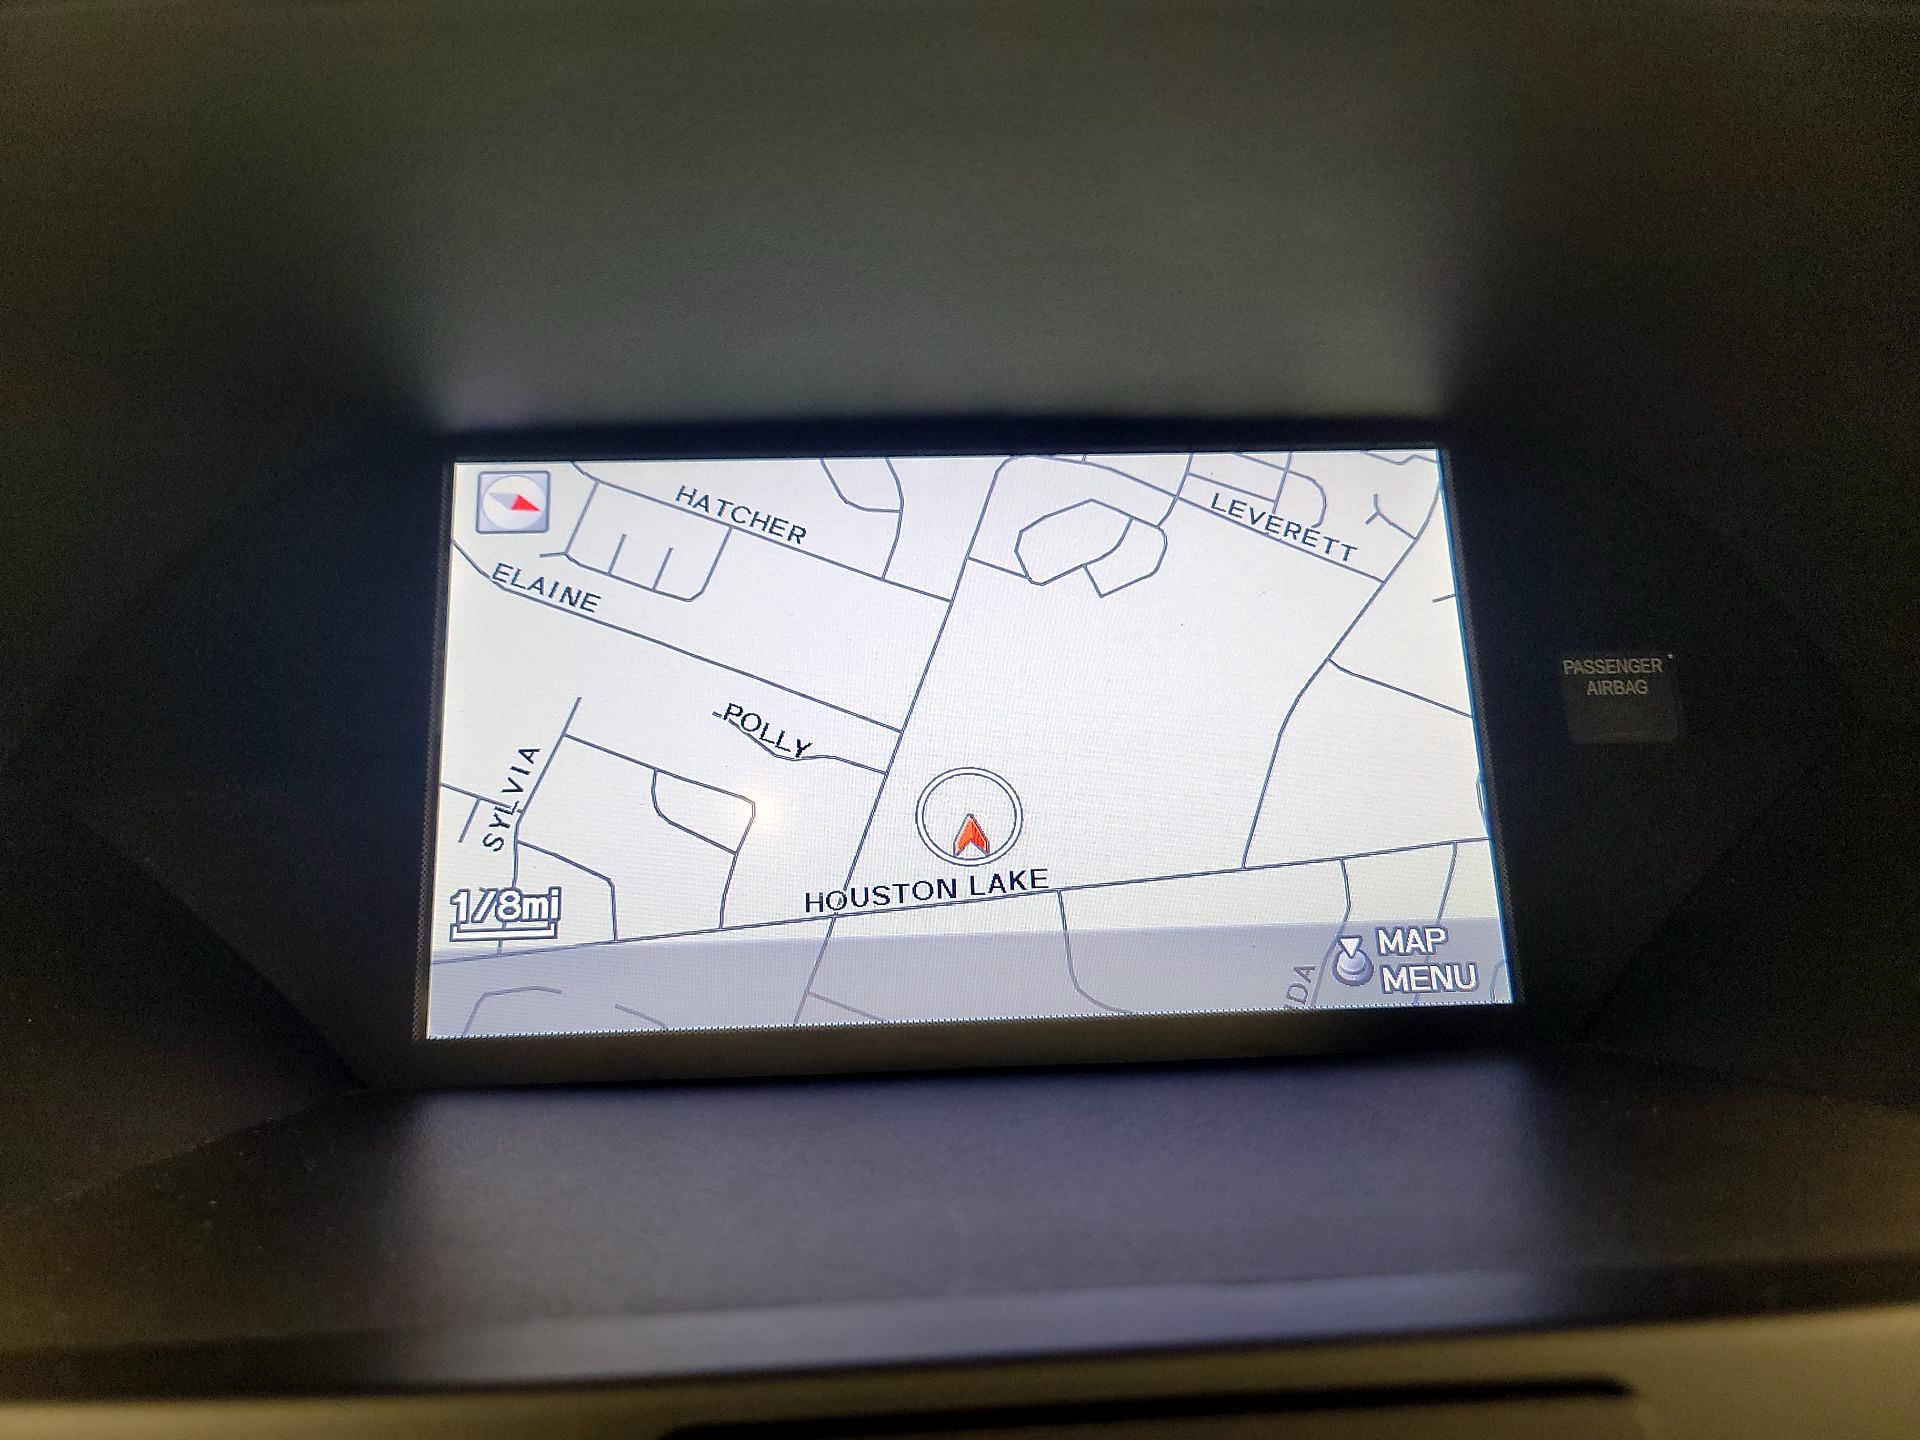 HATCHER
LEVERETT
ELAINE
POLLY
SYLVIA
PASSENGER
AIRBAG
HOUSTON LAKE
1/8mi
MAP
MENU